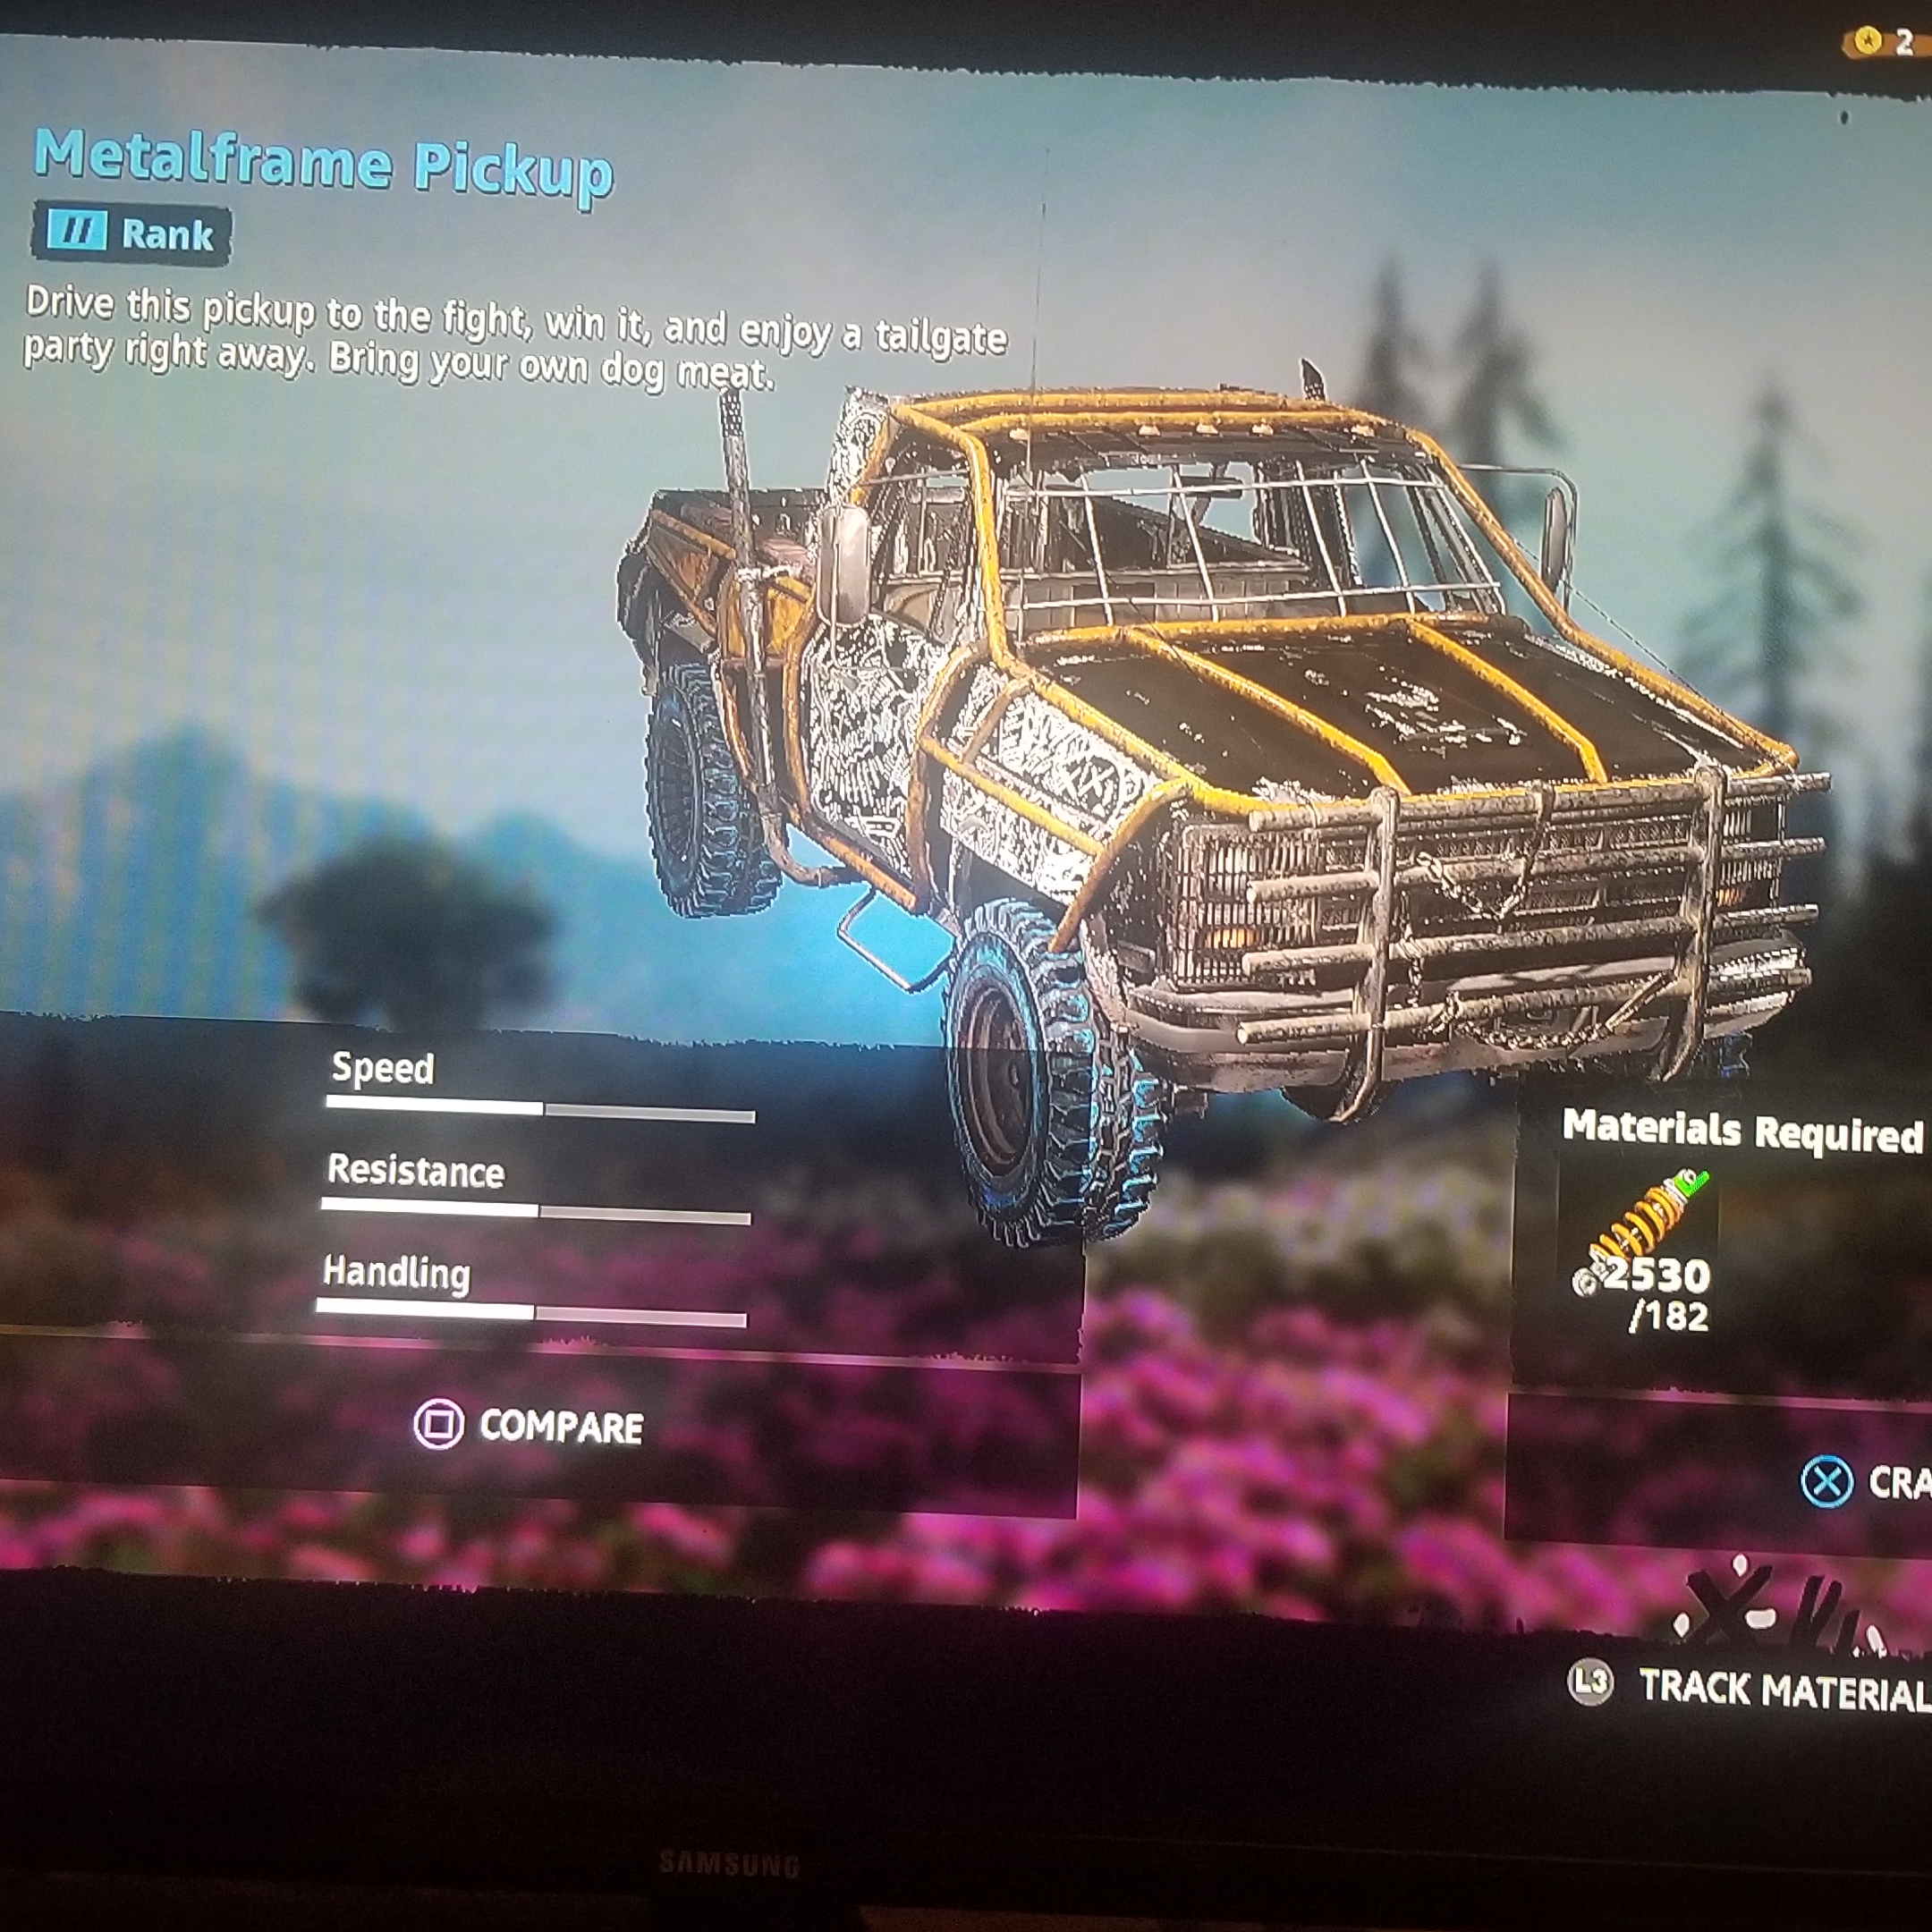 2
Metalframe Pickup
II Rank
Drive this pickup to the fight, win it, and enjoy a tailgate
party right away. Bring your own dog meat.
Speed
Resistance
Handling
COMPARE
Materials Required
2530
/182
CRA
L3 TRACK MATERIAL
SAMSUNG